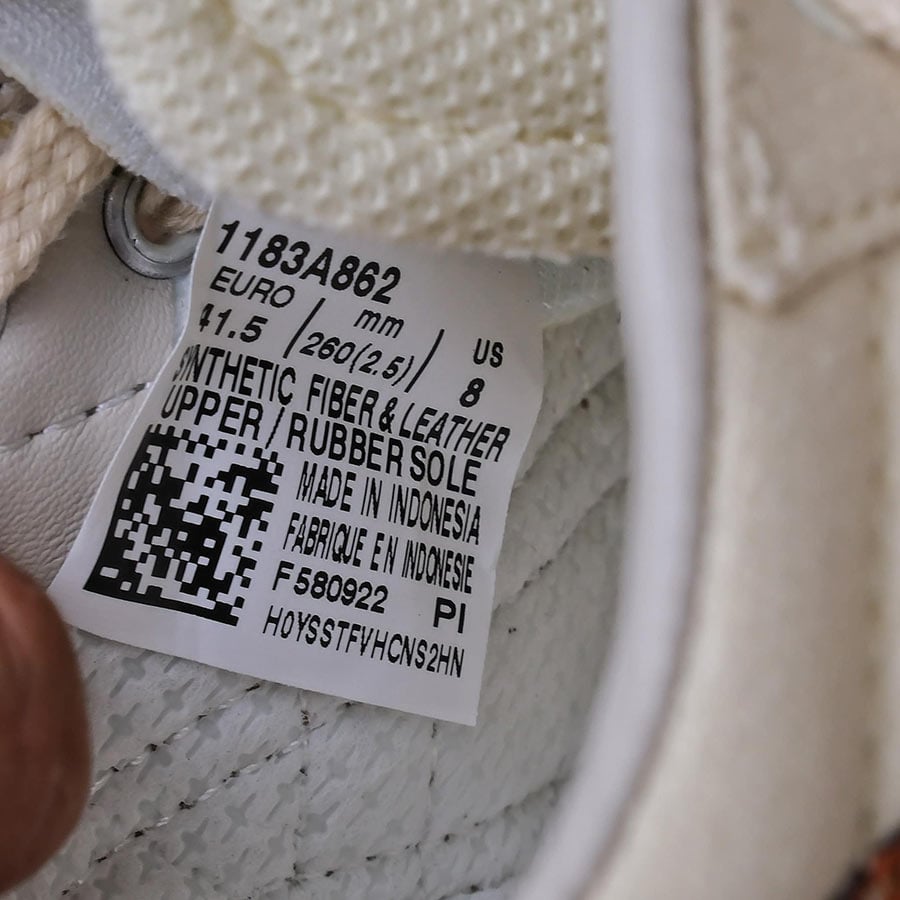 1183A862
EURO / mm / US
41.5 260(2.5) 8
SYNTHETIC FIBER & LEATHER
UPPER / RUBBER SOLE
MADE IN INDONESIA
FABRIQUE EN INDONESIE
F580922 PI
H0YSSTFVHCNS2HN